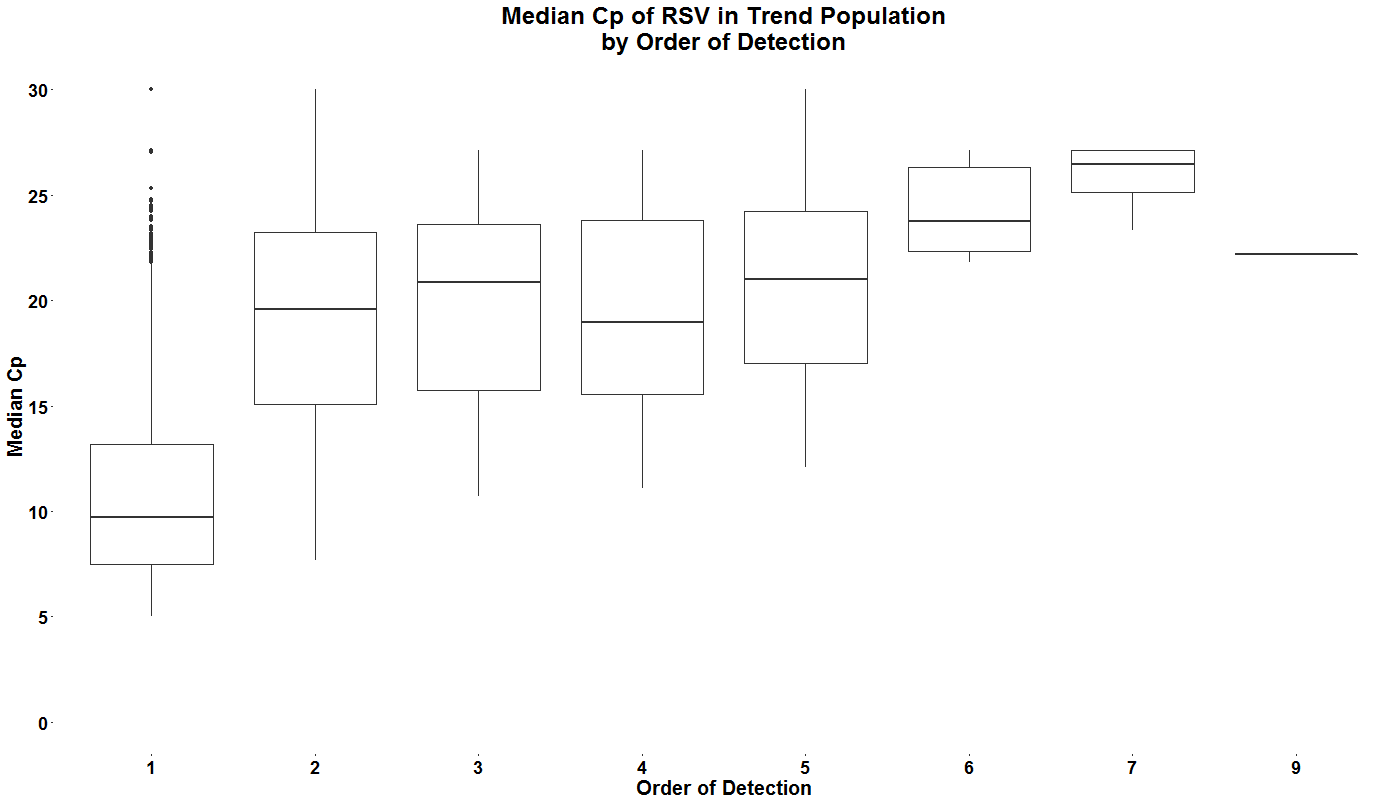 Median Cp of RSV in Trend Population
by Order of Detection
30
25
20
15
10
5
0
Median Cp
1 2 3 4 5 6 7 9
Order of Detection